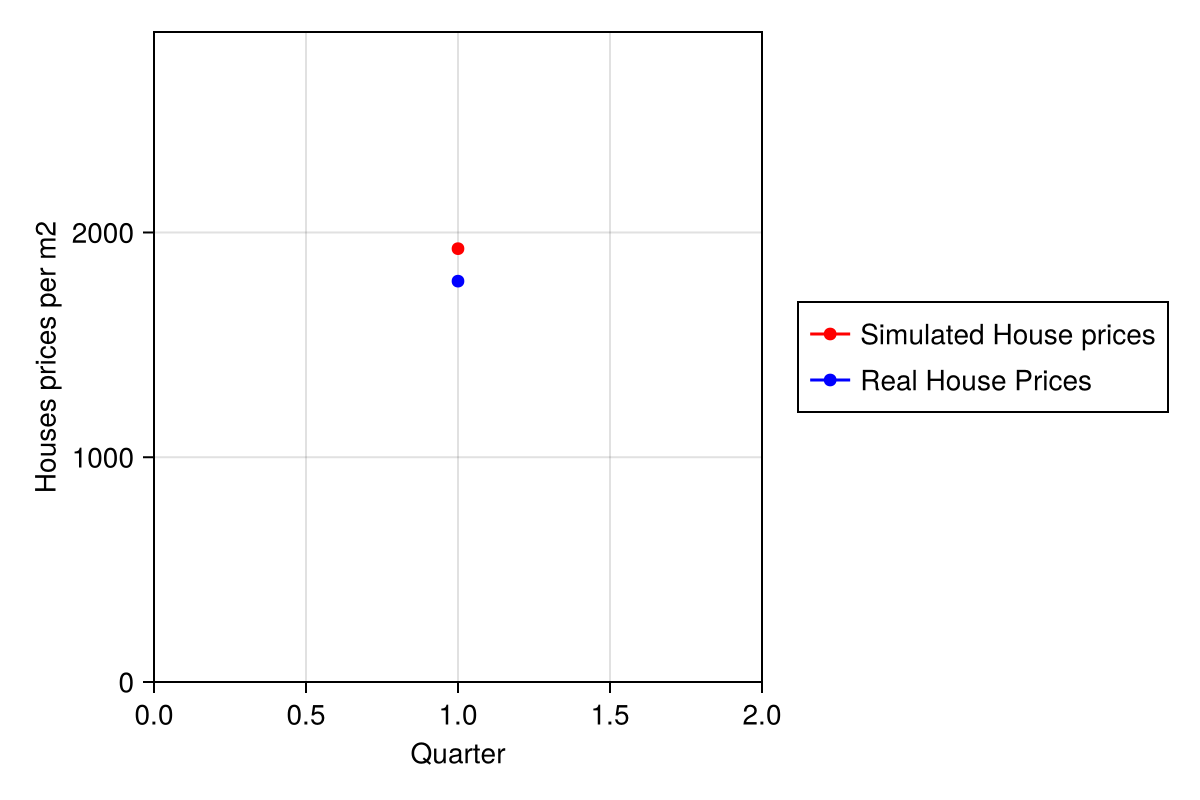 Houses prices per m2
2000
1000
0
0.0 0.5 1.0 1.5 2.0
Quarter
Simulated House prices
Real House Prices